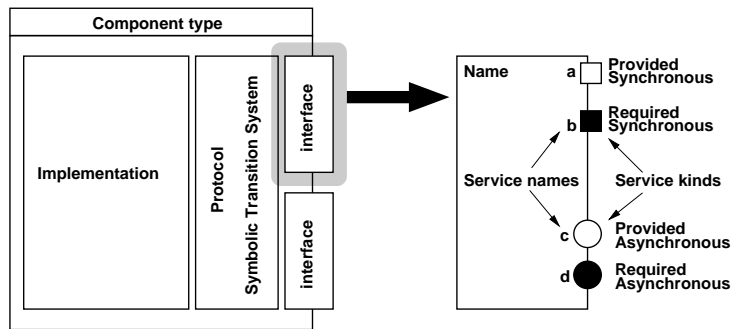 Component type
Implementation
Protocol
Symbolic Transition System
interface
interface
Name
a
Provided
Synchronous
b
Required
Synchronous
Service names
Service kinds
c
Provided
Asynchronous
d
Required
Asynchronous